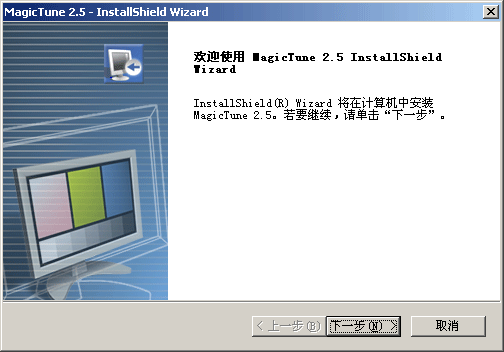 MagicTune 2.5 - InstallShield Wizard
欢迎使用 MagicTune 2.5 InstallShield
Wizard
InstallShield(R) Wizard 将在计算机中安装
MagicTune 2.5。若要继续，请单击“下一步”。
< 上一步(B) 下一步(N) > 取消